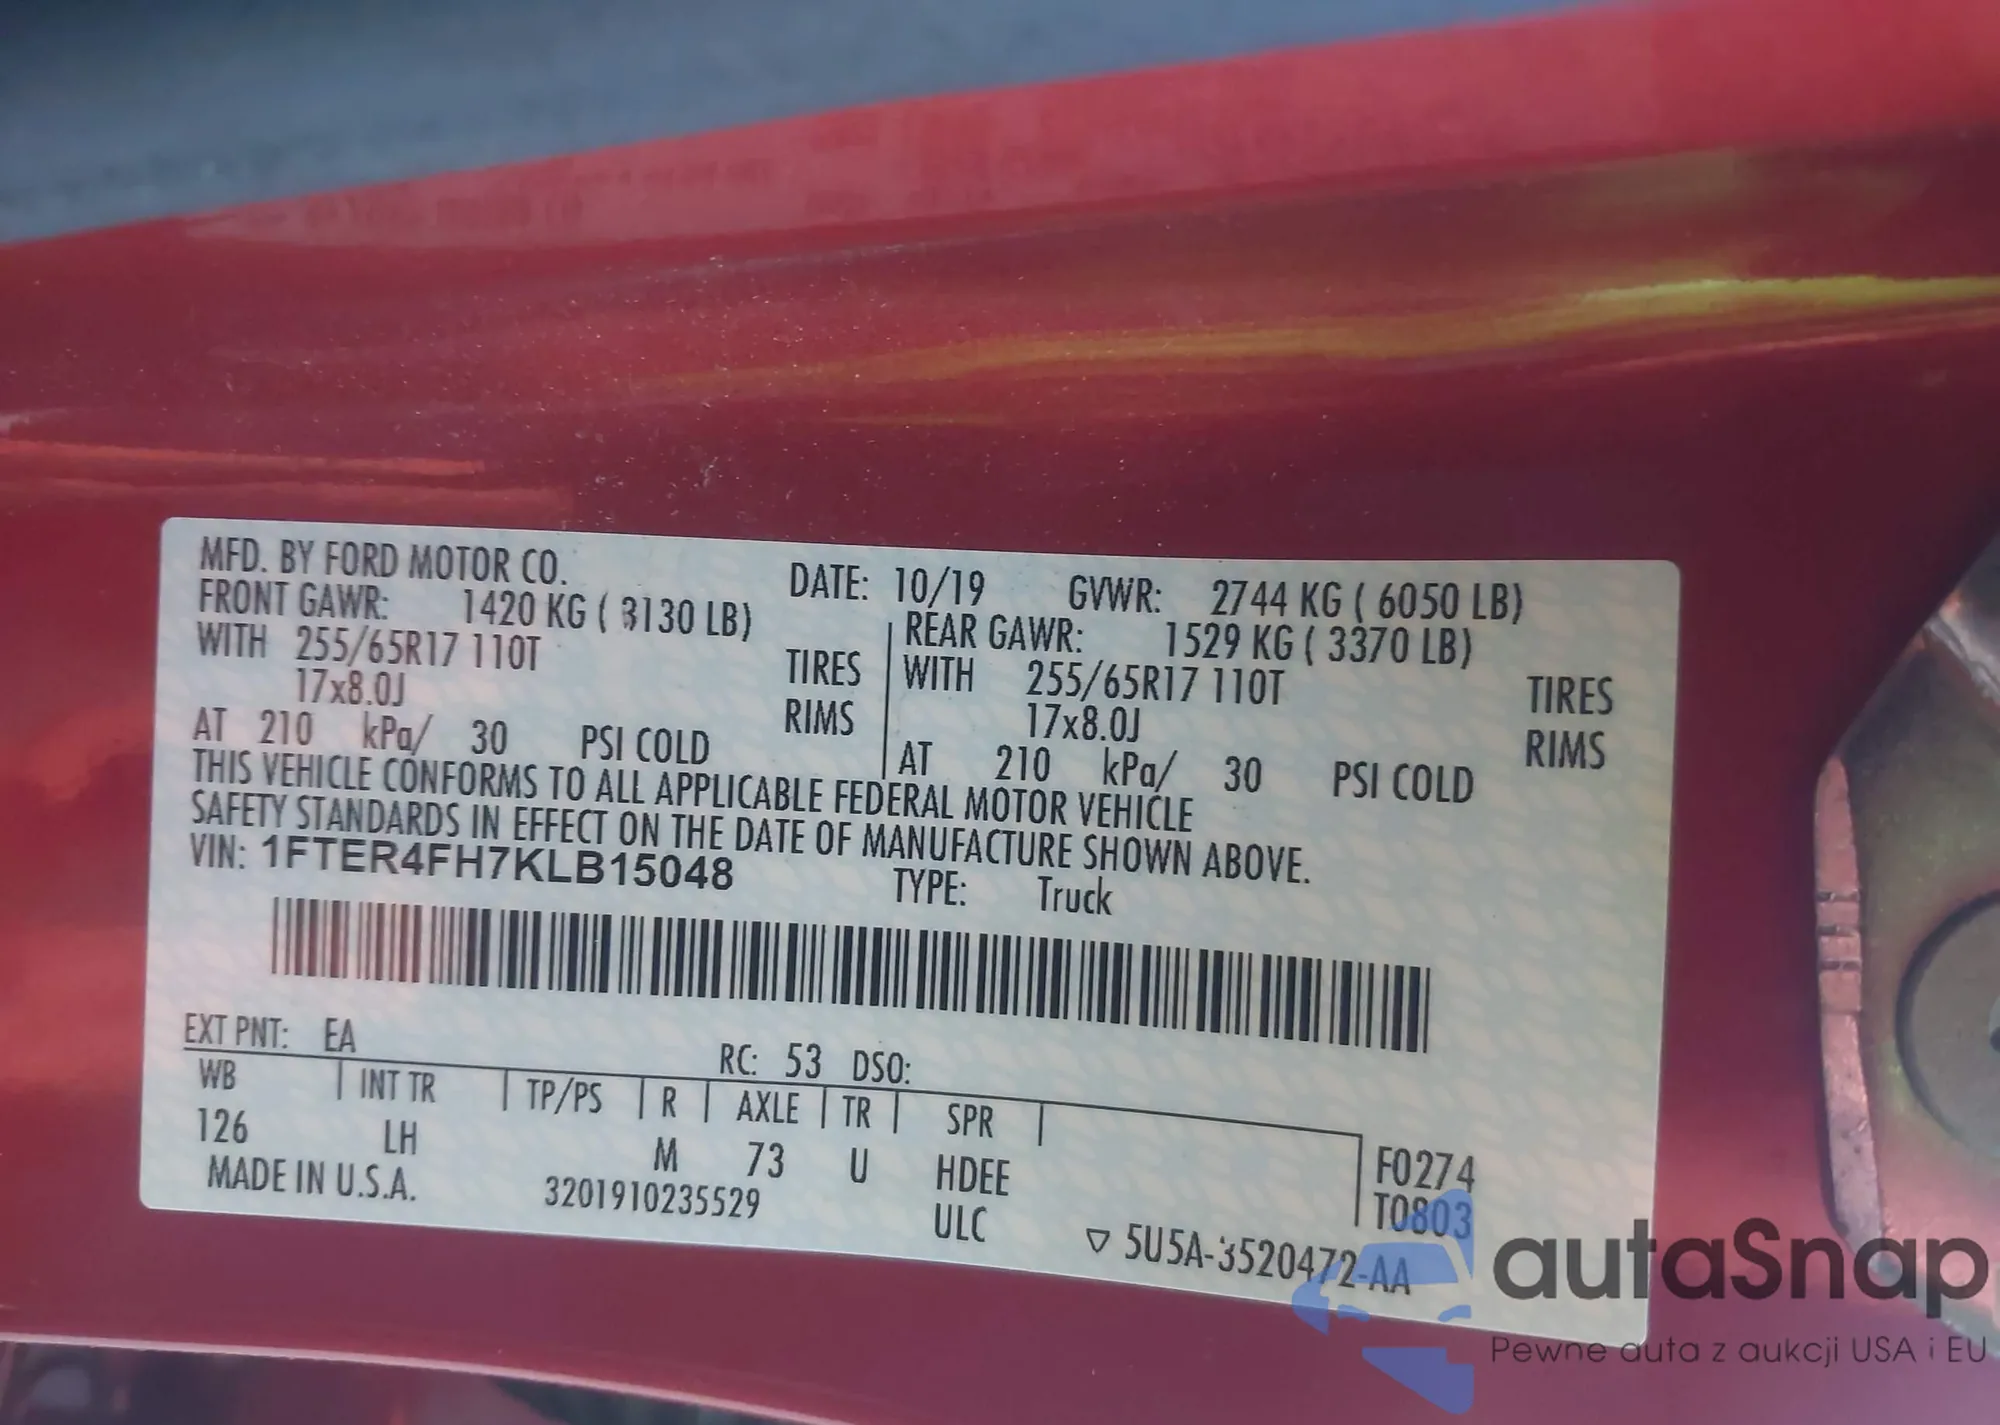 MFD. BY FORD MOTOR CO. DATE: 10/19 GVWR: 2744 KG ( 6050 LB)
FRONT GAWR: 1420 KG ( 3130 LB) REAR GAWR: 1529 KG ( 3370 LB)
WITH 255/65R17 110T TIRES WITH 255/65R17 110T TIRES
17x8.0J RIMS 17x8.0J RIMS
AT 210 kPa/ 30 PSI COLD AT 210 kPa/ 30 PSI COLD
THIS VEHICLE CONFORMS TO ALL APPLICABLE FEDERAL MOTOR VEHICLE
SAFETY STANDARDS IN EFFECT ON THE DATE OF MANUFACTURE SHOWN ABOVE.
VIN: 1FTER4FH7KLB15048 TYPE: Truck
EXT PNT: EA RC: 53 DSO:
WB INT TR TP/PS R AXLE TR SPR
126 LH M 73 U HDEE F0274
MADE IN U.S.A. 3201910235529 ULC T0803
▽ 5U5A-3520472-AA
autaSnap
Pewne auta z aukcji USA i EU